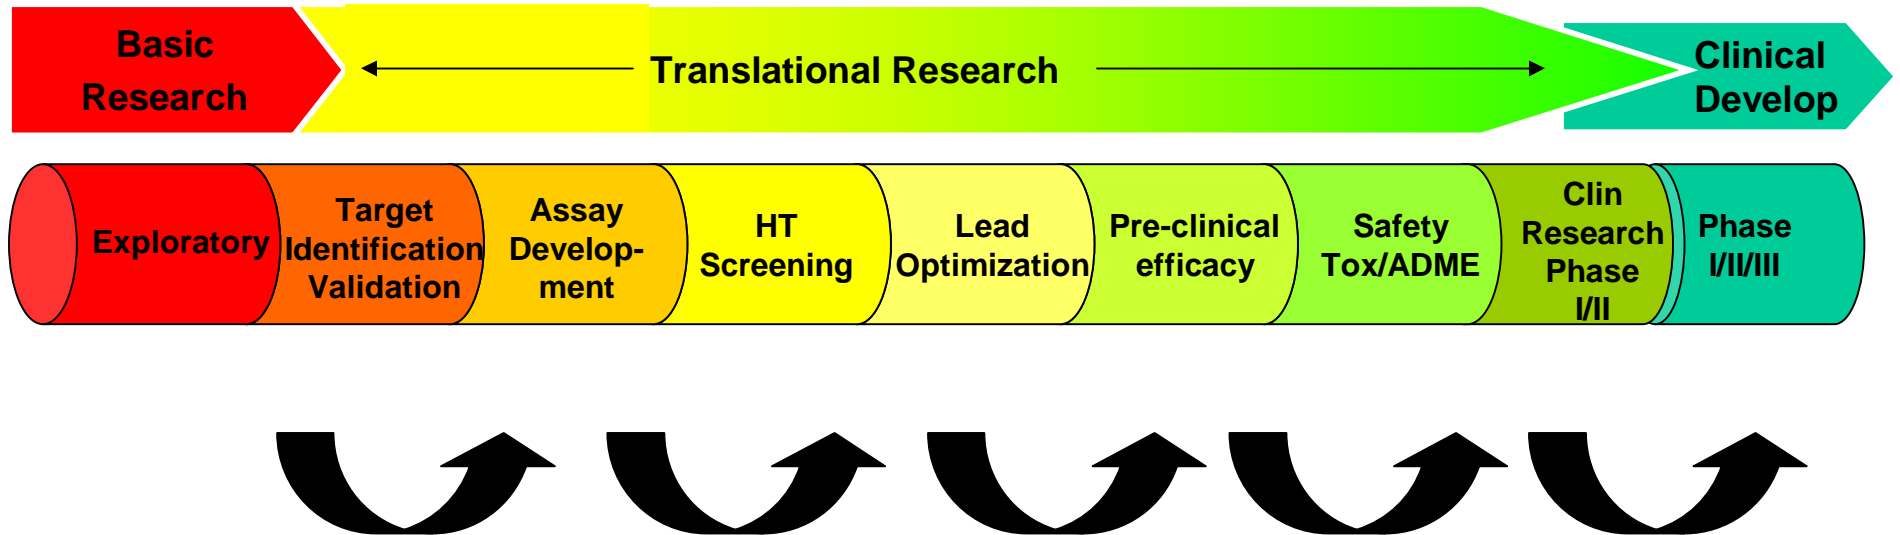 Basic
Research
Translational Research
Clinical
Develop
Exploratory
Target
Identification
Validation
Assay
Develop-
ment
HT
Screening
Lead
Optimization
Pre-clinical
efficacy
Safety
Tox/ADME
Clin
Research
Phase
I/II
Phase
I/II/III